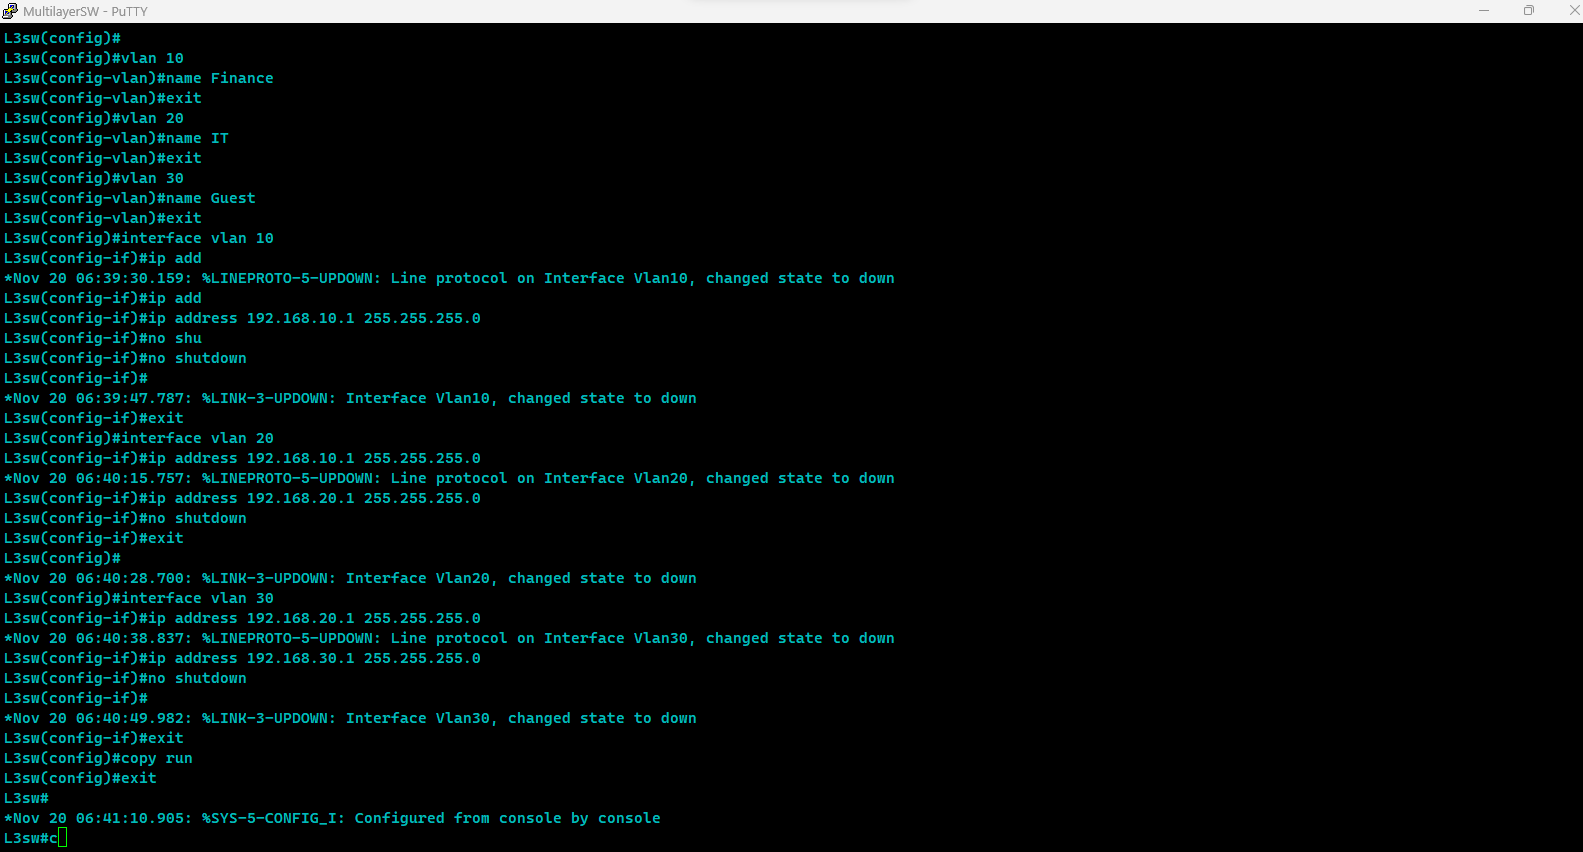 MultilayerSW - PuTTY
L3sw(config)#
L3sw(config)#vlan 10
L3sw(config-vlan)#name Finance
L3sw(config-vlan)#exit
L3sw(config)#vlan 20
L3sw(config-vlan)#name IT
L3sw(config-vlan)#exit
L3sw(config)#vlan 30
L3sw(config-vlan)#name Guest
L3sw(config-vlan)#exit
L3sw(config)#interface vlan 10
L3sw(config-if)#ip add
*Nov 20 06:39:30.159: %LINEPROTO-5-UPDOWN: Line protocol on Interface Vlan10, changed state to down
L3sw(config-if)#ip add
L3sw(config-if)#ip address 192.168.10.1 255.255.255.0
L3sw(config-if)#no shu
L3sw(config-if)#no shutdown
L3sw(config-if)#
*Nov 20 06:39:47.787: %LINK-3-UPDOWN: Interface Vlan10, changed state to down
L3sw(config-if)#exit
L3sw(config)#interface vlan 20
L3sw(config-if)#ip address 192.168.10.1 255.255.255.0
*Nov 20 06:40:15.757: %LINEPROTO-5-UPDOWN: Line protocol on Interface Vlan20, changed state to down
L3sw(config-if)#ip address 192.168.20.1 255.255.255.0
L3sw(config-if)#no shutdown
L3sw(config-if)#exit
L3sw(config)#
*Nov 20 06:40:28.700: %LINK-3-UPDOWN: Interface Vlan20, changed state to down
L3sw(config)#interface vlan 30
L3sw(config-if)#ip address 192.168.20.1 255.255.255.0
*Nov 20 06:40:38.837: %LINEPROTO-5-UPDOWN: Line protocol on Interface Vlan30, changed state to down
L3sw(config-if)#ip address 192.168.30.1 255.255.255.0
L3sw(config-if)#no shutdown
L3sw(config-if)#
*Nov 20 06:40:49.982: %LINK-3-UPDOWN: Interface Vlan30, changed state to down
L3sw(config-if)#exit
L3sw(config)#copy run
L3sw(config)#exit
L3sw#
*Nov 20 06:41:10.905: %SYS-5-CONFIG_I: Configured from console by console
L3sw#c